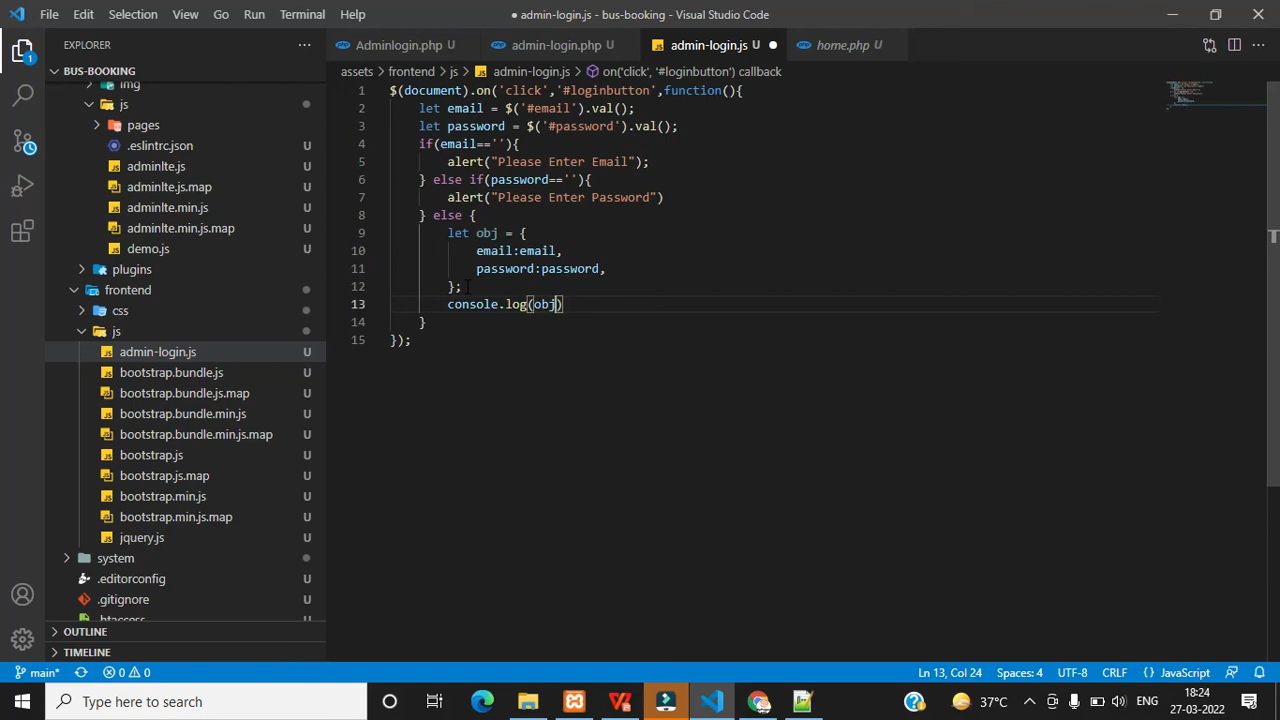 File Edit Selection View Go Run Terminal Help
● admin-login.js - bus-booking - Visual Studio Code
EXPLORER
Adminlogin.php U
admin-login.php U
admin-login.js U
home.php U
BUS-BOOKING
assets > frontend > js > admin-login.js > on('click', '#loginbutton') callback
img
js
pages
.eslintrc.json U
adminlte.js U
adminlte.js.map U
adminlte.min.js U
adminlte.min.js.map U
demo.js U
plugins
frontend
css
js
admin-login.js U
bootstrap.bundle.js U
bootstrap.bundle.js.map U
bootstrap.bundle.min.js U
bootstrap.bundle.min.js.map U
bootstrap.js U
bootstrap.js.map U
bootstrap.min.js U
bootstrap.min.js.map U
jquery.js U
system
.editorconfig U
.gitignore U
.htaccess
OUTLINE
TIMELINE
1 $(document).on('click','#loginbutton',function(){
2 let email = $('#email').val();
3 let password = $('#password').val();
4 if(email==''){
5 alert("Please Enter Email");
6 } else if(password==''){
7 alert("Please Enter Password")
8 } else {
9 let obj = {
10 email:email,
11 password:password,
12 };
13 console.log(obj)
14 }
15 });
1
main* 0 0
Ln 13, Col 24 Spaces: 4 UTF-8 CRLF {} JavaScript
Type here to search
37°C
ENG
18:24
27-03-2022